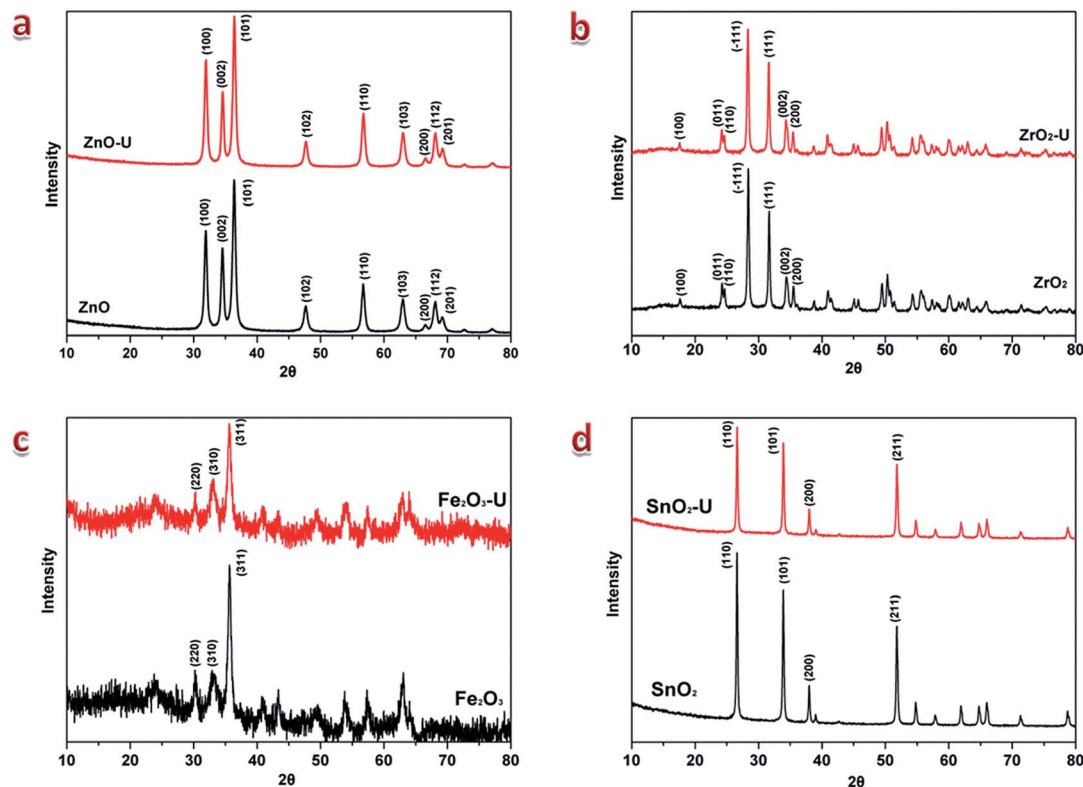 a
(100)
(002)
(101)
(102)
(110)
(103)
(200)
(112)
(201)
ZnO-U
(100)
(002)
(101)
(102)
(110)
(103)
(200)
(112)
(201)
ZnO
Intensity
10 20 30 40 50 60 70 80
2θ
b
(100)
(011)
(110)
(-111)
(111)
(002)
(200)
ZrO₂-U
(100)
(011)
(110)
(-111)
(111)
(002)
(200)
ZrO₂
Intensity
10 20 30 40 50 60 70 80
2θ
c
(220)
(310)
(311)
Fe₂O₃-U
(220)
(310)
(311)
Fe₂O₃
Intensity
10 20 30 40 50 60 70 80
2θ
d
(110)
(101)
(200)
(211)
SnO₂-U
(110)
(101)
(200)
(211)
SnO₂
Intensity
10 20 30 40 50 60 70 80
2θ